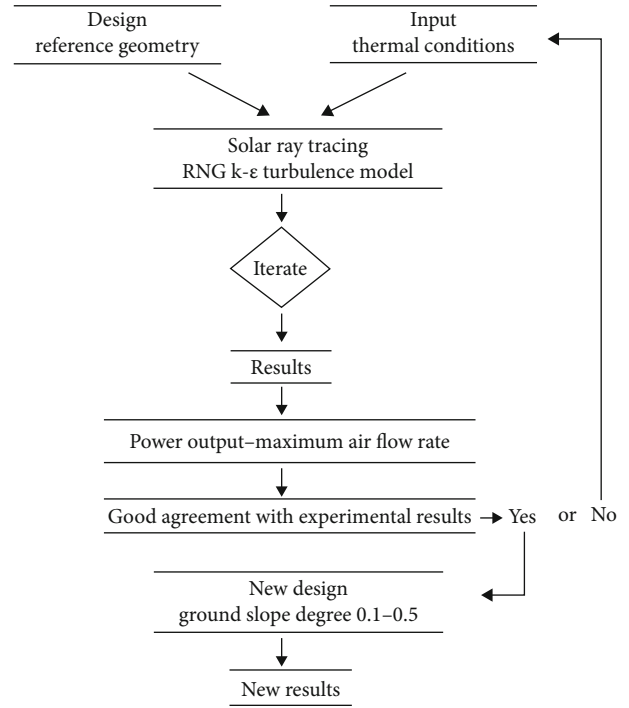 Design
reference geometry
Input
thermal conditions
Solar ray tracing
RNG k-ε turbulence model
Iterate
Results
Power output–maximum air flow rate
Good agreement with experimental results
Yes or No
New design
ground slope degree 0.1–0.5
New results